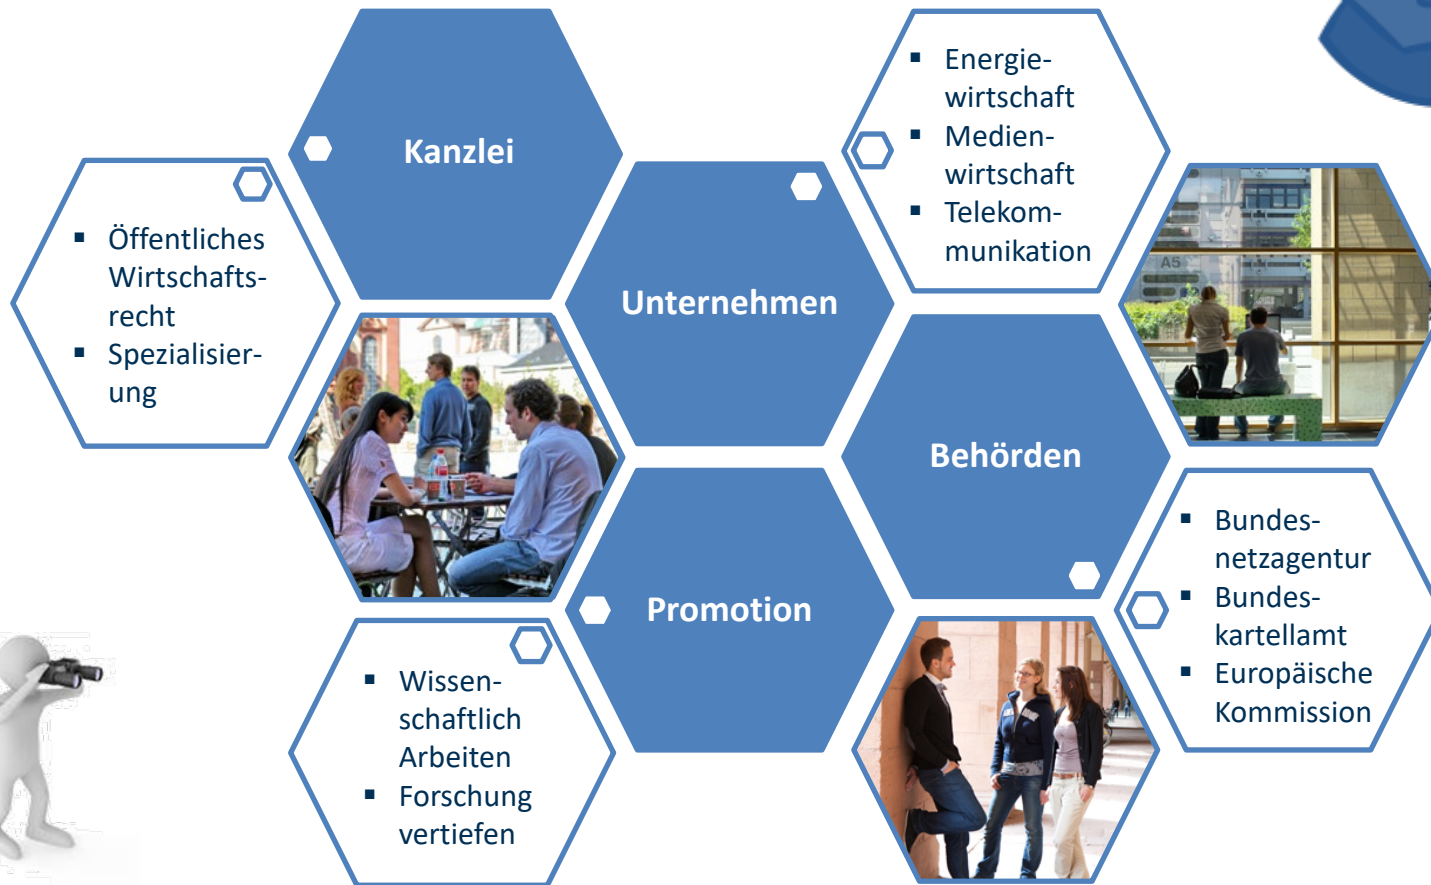 Kanzlei
▪ Öffentliches
Wirtschafts-
recht
▪ Spezialisier-
ung
Unternehmen
▪ Energie-
wirtschaft
▪ Medien-
wirtschaft
▪ Telekom-
munikation
A5
Behörden
▪ Bundes-
netzagentur
▪ Bundes-
kartellamt
▪ Europäische
Kommission
Promotion
▪ Wissen-
schaftlich
Arbeiten
▪ Forschung
vertiefen